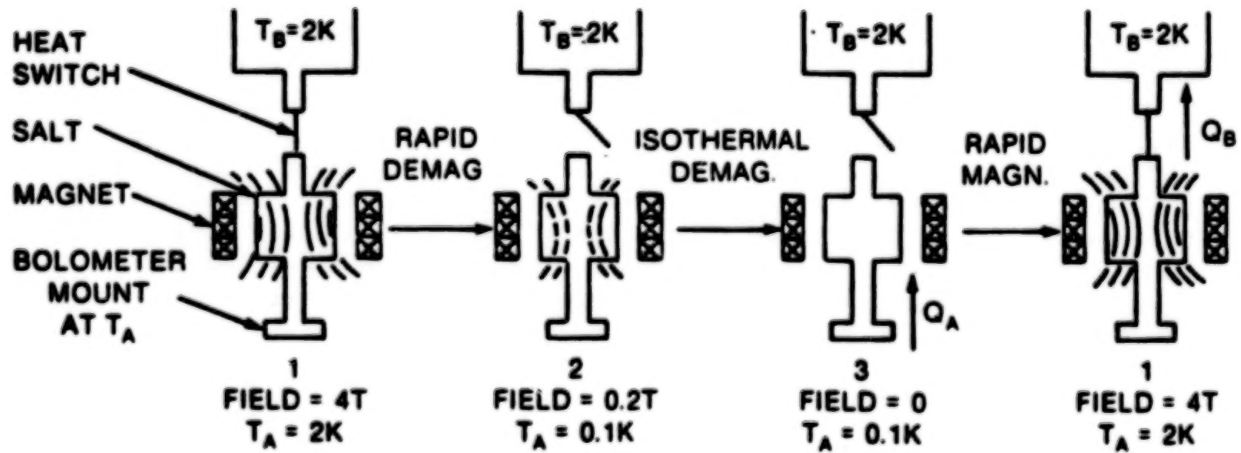 HEAT
SWITCH
SALT
MAGNET
BOLOMETER
MOUNT
AT T_A
T_B=2K
1
FIELD = 4T
T_A = 2K
RAPID
DEMAG
T_B=2K
2
FIELD = 0.2T
T_A = 0.1K
ISOTHERMAL
DEMAG.
T_B=2K
Q_A
3
FIELD = 0
T_A = 0.1K
RAPID
MAGN.
T_B=2K
Q_B
1
FIELD = 4T
T_A = 2K